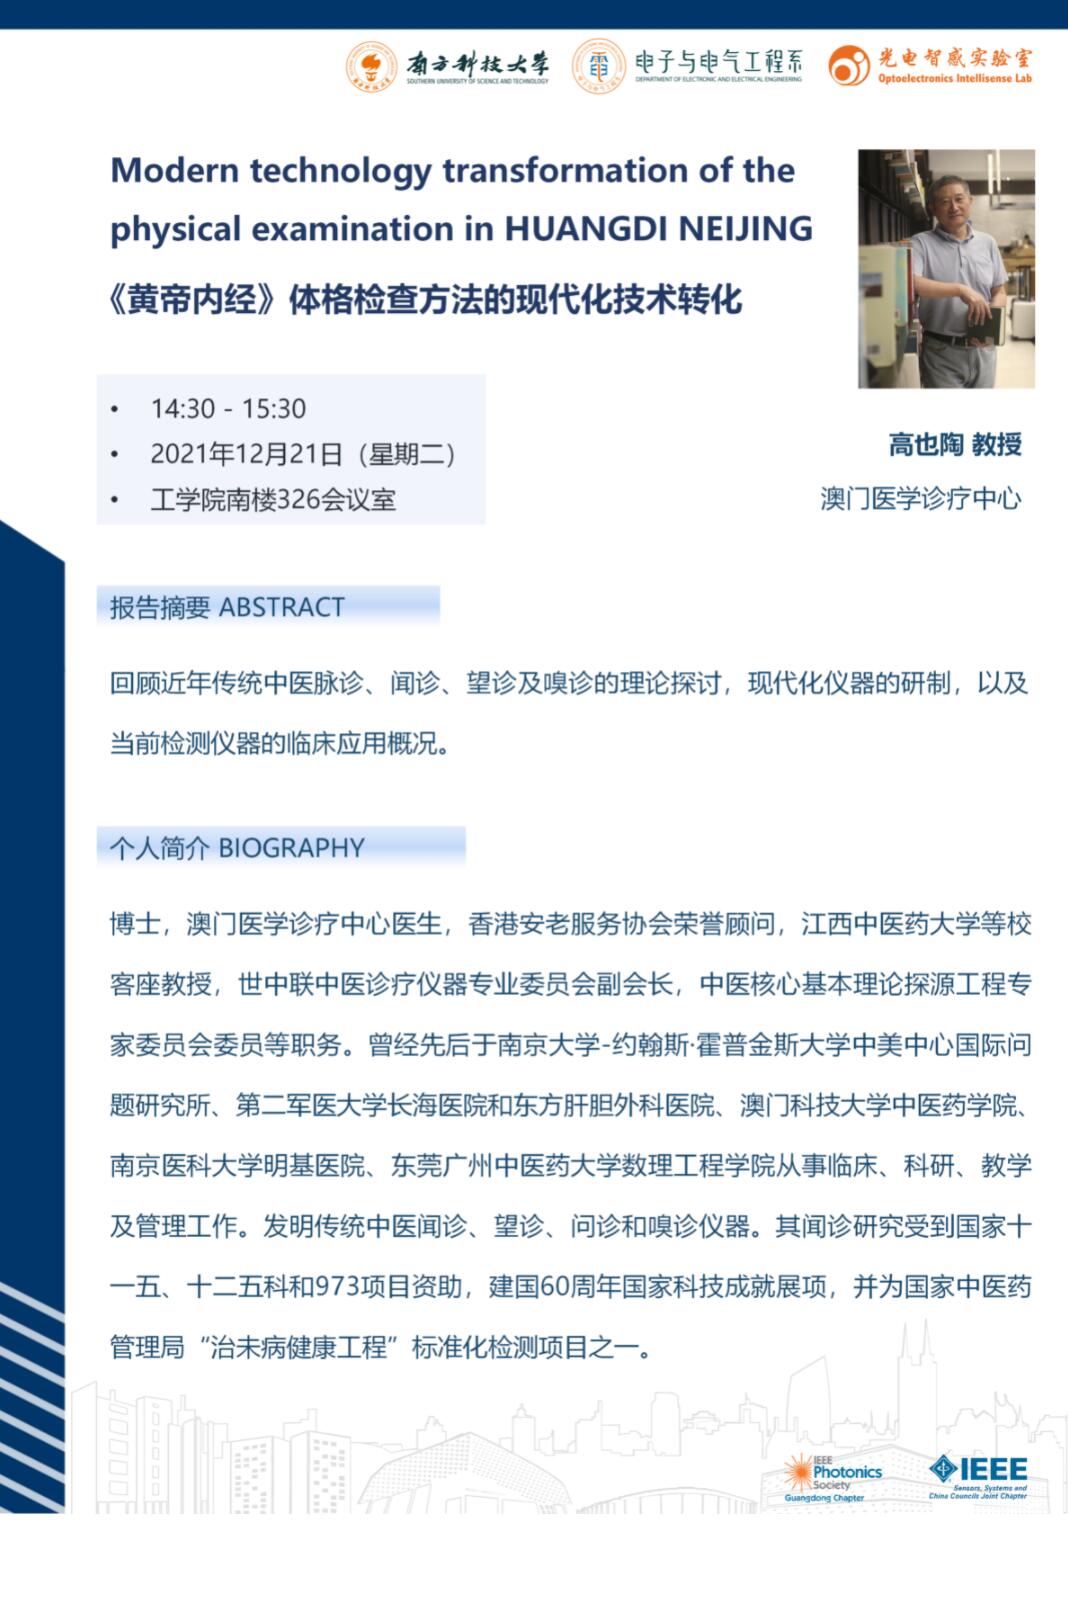 南方科技大学
SOUTHERN UNIVERSITY OF SCIENCE AND TECHNOLOGY
电子与电气工程系
DEPARTMENT OF ELECTRONIC AND ELECTRICAL ENGINEERING
光电智感实验室
Optoelectronics Intellisense Lab
Modern technology transformation of the
physical examination in HUANGDI NEIJING
《黄帝内经》体格检查方法的现代化技术转化
• 14:30 - 15:30
• 2021年12月21日（星期二）
• 工学院南楼326会议室
高也陶 教授
澳门医学诊疗中心
报告摘要 ABSTRACT
回顾近年传统中医脉诊、闻诊、望诊及嗅诊的理论探讨，现代化仪器的研制，以及
当前检测仪器的临床应用概况。
个人简介 BIOGRAPHY
博士，澳门医学诊疗中心医生，香港安老服务协会荣誉顾问，江西中医药大学等校
客座教授，世中联中医诊疗仪器专业委员会副会长，中医核心基本理论探源工程专
家委员会委员等职务。曾经先后于南京大学-约翰斯·霍普金斯大学中美中心国际问
题研究所、第二军医大学长海医院和东方肝胆外科医院、澳门科技大学中医药学院、
南京医科大学明基医院、东莞广州中医药大学数理工程学院从事临床、科研、教学
及管理工作。发明传统中医闻诊、望诊、问诊和嗅诊仪器。其闻诊研究受到国家十
一五、十二五科和973项目资助，建国60周年国家科技成就展项，并为国家中医药
管理局“治未病健康工程”标准化检测项目之一。
IEEE
Photonics
Society
Guangdong Chapter
IEEE
Sensors, Systems and
China Councils Joint Chapter